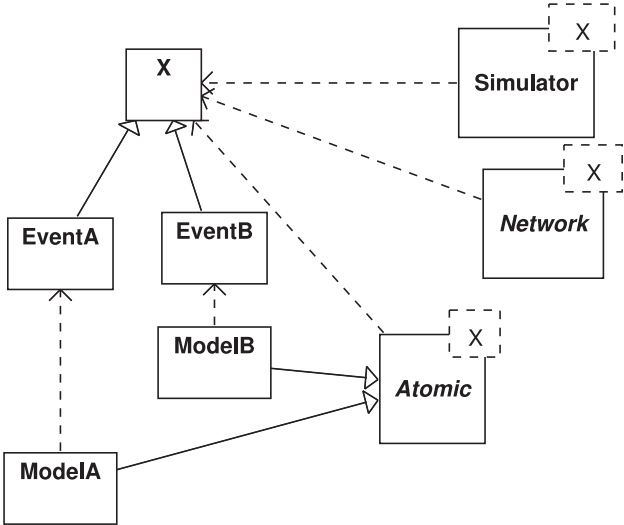 X
X
Simulator
X
Network
EventA
EventB
X
ModelB
Atomic
ModelA